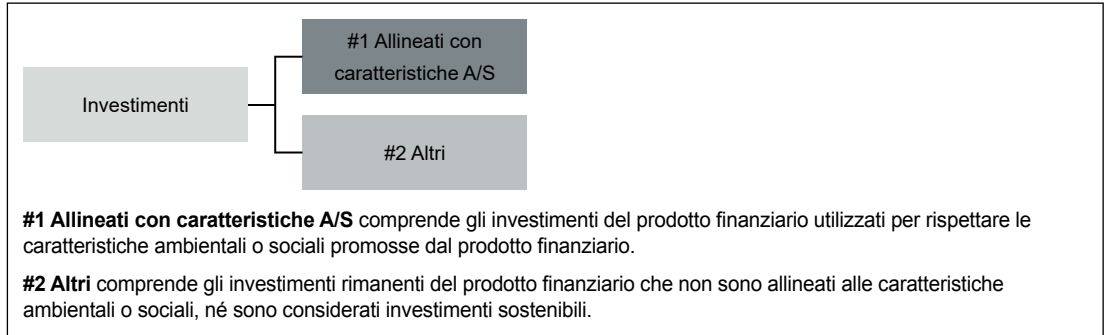 #1 Allineati con
caratteristiche A/S
Investimenti
#2 Altri
#1 Allineati con caratteristiche A/S comprende gli investimenti del prodotto finanziario utilizzati per rispettare le
caratteristiche ambientali o sociali promosse dal prodotto finanziario.
#2 Altri comprende gli investimenti rimanenti del prodotto finanziario che non sono allineati alle caratteristiche
ambientali o sociali, né sono considerati investimenti sostenibili.